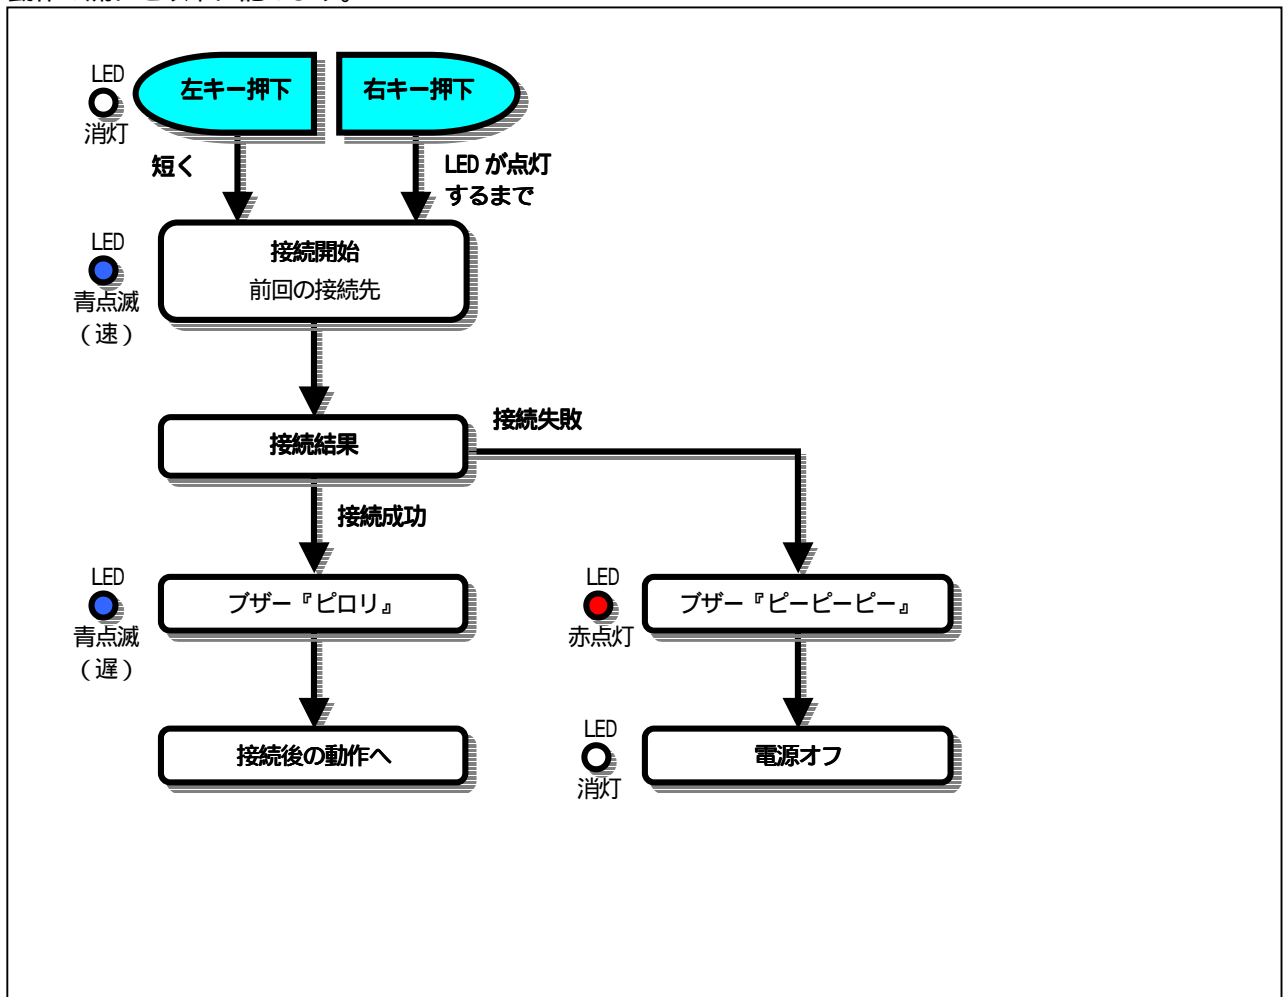 LED
左キー押下
右キー押下
消灯
短く
LED が点灯
するまで
LED
接続開始
前回の接続先
青点滅
（速）
接続失敗
接続結果
接続成功
LED
ブザー『ピロリ』
LED
ブザー『ピーピーピー』
青点滅
（遅）
赤点灯
接続後の動作へ
LED
電源オフ
消灯